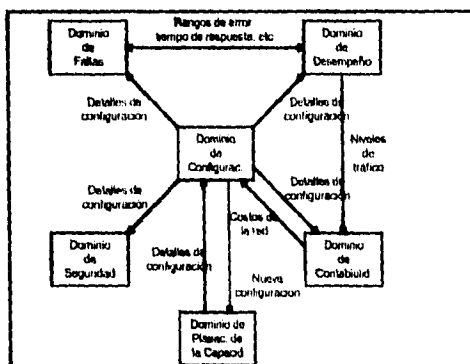 Dominio
de
Fallas
Rangos de error
tiempo de respuesta, etc
Dominio
de
Desempeño
Detalles de
configuración
Detalles de
configuración
Dominio
de
Configurac.
Niveles
de
tráfico
Detalles de
configuración
Detalles de
configuración
Costos de
la red
Dominio
de
Seguridad
Detalles de
configuración
Dominio
de
Contabilid
Nueva
configuracion
Dominio de
Planac. de
la Capacid